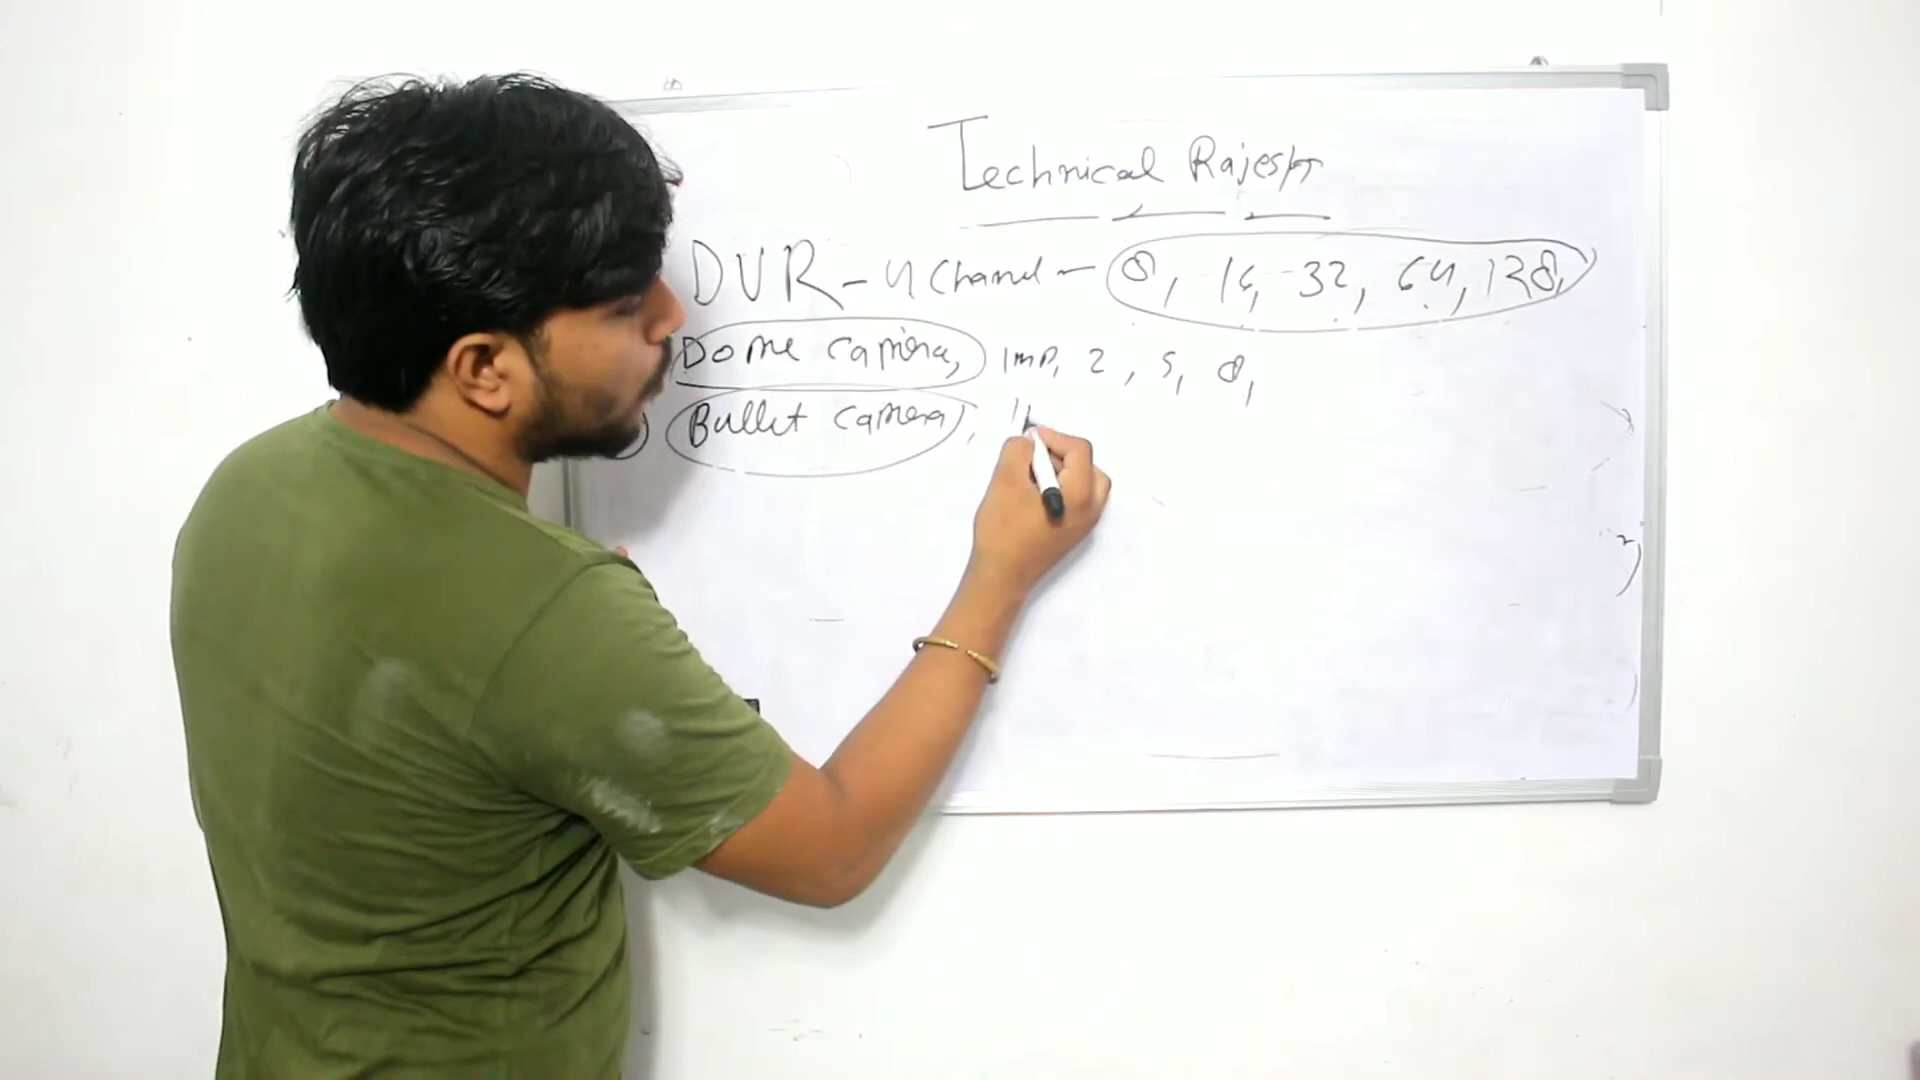 Technical Rajesh
DVR - 4 Channel - 8, 16, 32, 64, 128,
Dome camera, 1mp, 2, 5, 8,
Bullet camera,